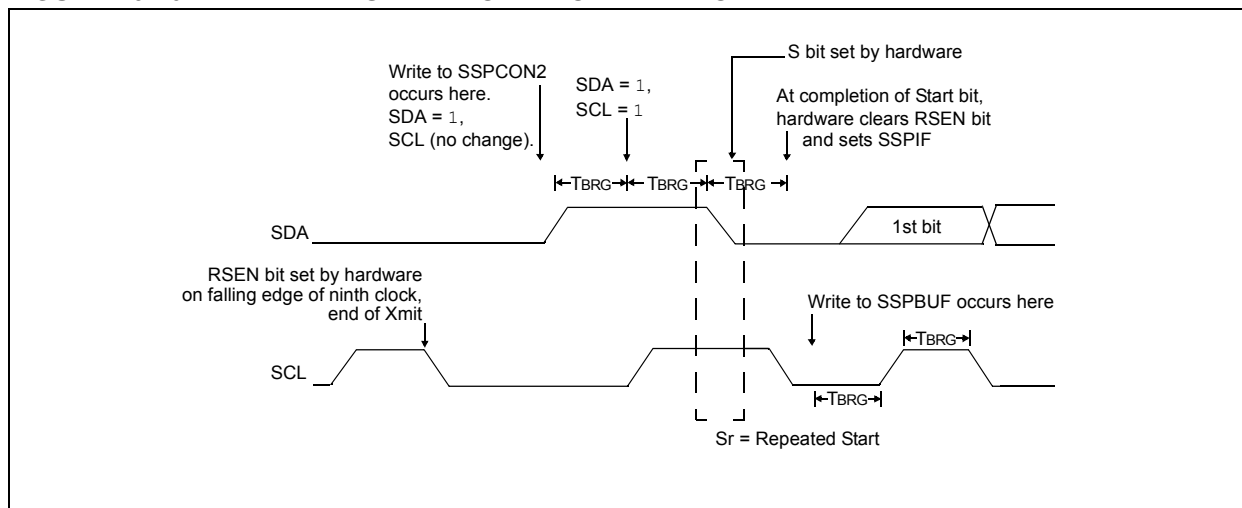 S bit set by hardware
Write to SSPCON2
occurs here.
SDA = 1,
SCL (no change).
SDA = 1,
SCL = 1
At completion of Start bit,
hardware clears RSEN bit
and sets SSPIF
TBRG
TBRG
TBRG
SDA
1st bit
RSEN bit set by hardware
on falling edge of ninth clock,
end of Xmit
Write to SSPBUF occurs here
TBRG
SCL
TBRG
Sr = Repeated Start